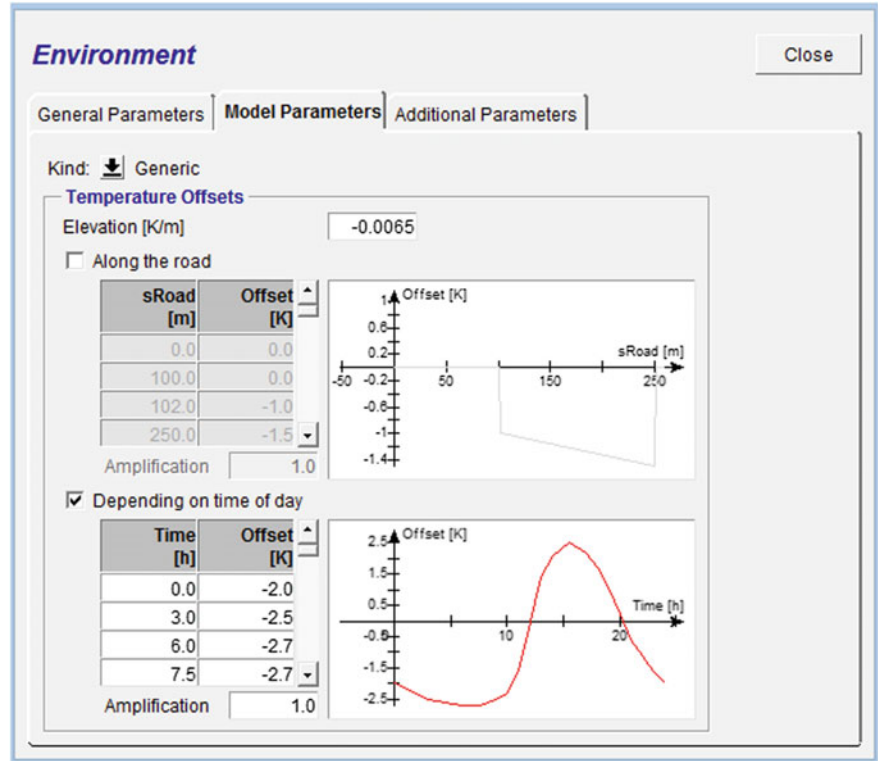 Environment
Close
General Parameters Model Parameters Additional Parameters
Kind: Generic
Temperature Offsets
Elevation [K/m] -0.0065
Along the road
sRoad [m] Offset [K]
0.0 0.0
100.0 0.0
102.0 -1.0
250.0 -1.5
Amplification 1.0
Offset [K]
1
0.6
0.2
-0.2
-0.6
-1
-1.4
sRoad [m]
-50 50 150 250
Depending on time of day
Time [h] Offset [K]
0.0 -2.0
3.0 -2.5
6.0 -2.7
7.5 -2.7
Amplification 1.0
Offset [K]
2.5
1.5
0.5
-0.5
-1.5
-2.5
Time [h]
10 20